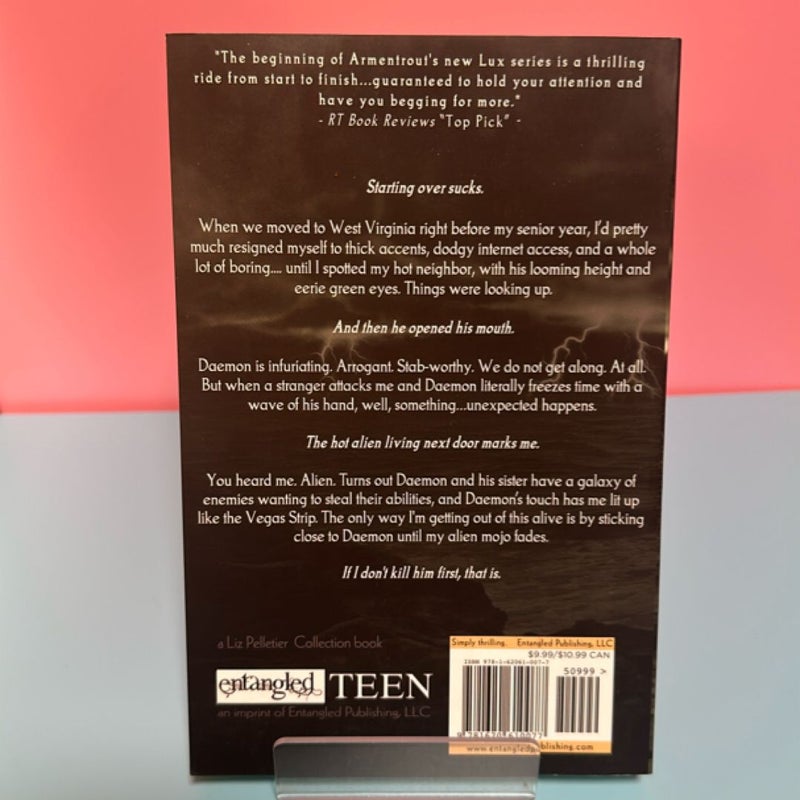 "The beginning of Armentrout's new Lux series is a thrilling
ride from start to finish...guaranteed to hold your attention and
have you begging for more."
- RT Book Reviews "Top Pick" -
Starting over sucks.
When we moved to West Virginia right before my senior year, I'd pretty
much resigned myself to thick accents, dodgy internet access, and a whole
lot of boring.... until I spotted my hot neighbor, with his looming height and
eerie green eyes. Things were looking up.
And then he opened his mouth.
Daemon is infuriating. Arrogant. Stab-worthy. We do not get along. At all.
But when a stranger attacks me and Daemon literally freezes time with a
wave of his hand, well, something...unexpected happens.
The hot alien living next door marks me.
You heard me. Alien. Turns out Daemon and his sister have a galaxy of
enemies wanting to steal their abilities, and Daemon's touch has me lit up
like the Vegas Strip. The only way I'm getting out of this alive is by sticking
close to Daemon until my alien mojo fades.
If I don't kill him first, that is.
a Liz Pelletier Collection book
entangled TEEN
an imprint of Entangled Publishing, LLC
Simply thrilling. Entangled Publishing, LLC
$9.99/$10.99 CAN
ISBN 978-1-62061-007-7
50999 >